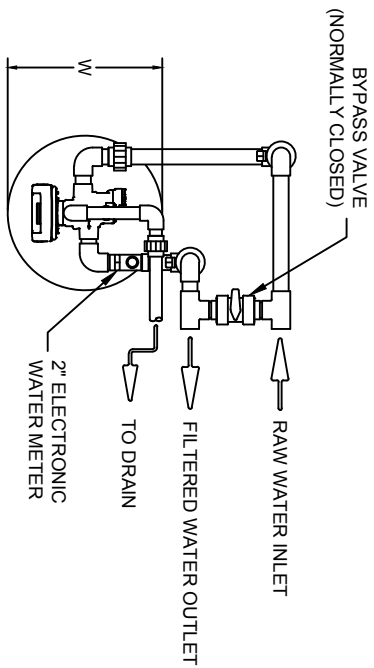 BYPASS VALVE
(NORMALLY CLOSED)
RAW WATER INLET
FILTERED WATER OUTLET
TO DRAIN
2" ELECTRONIC
WATER METER
W